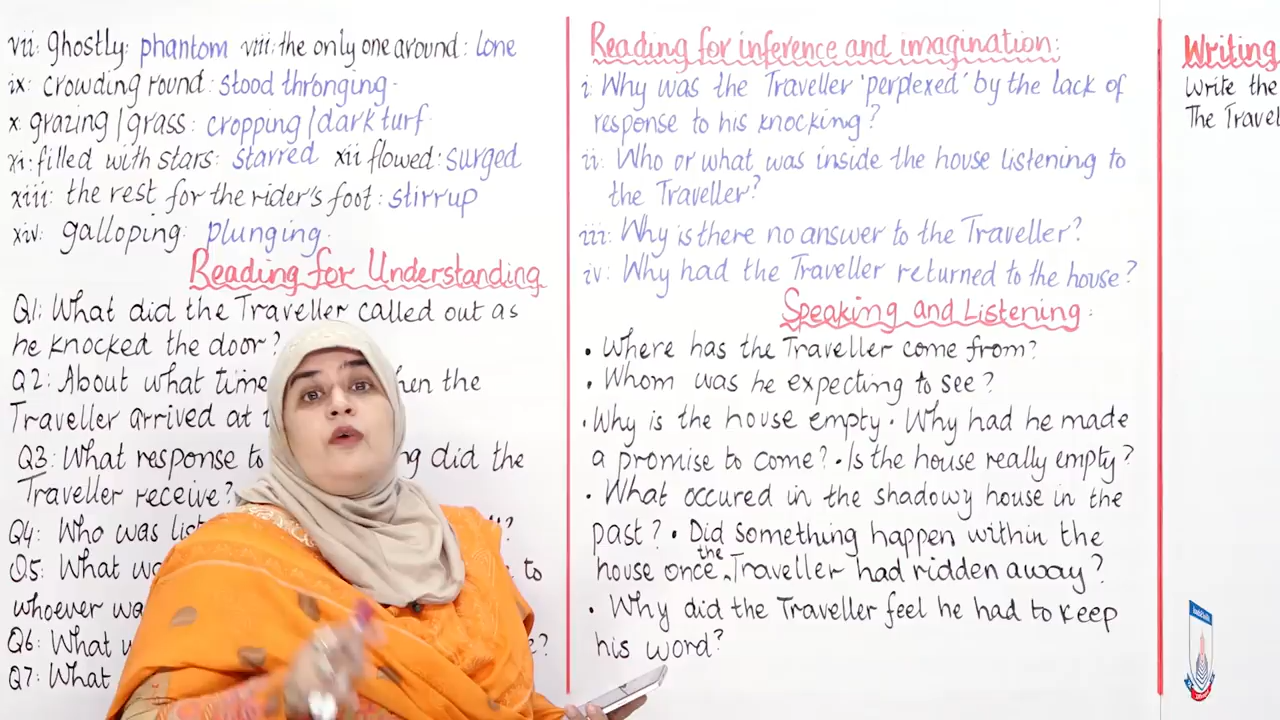 vii: ghostly: phantom viii: the only one around: lone
ix: crowding round: stood thronging.
x: grazing/grass: cropping/dark turf.
xi: filled with stars: starred xii flowed: surged
xiii: the rest for the rider's foot: stirrup
xiv: galloping: plunging.
Reading for Understanding
Q1: What did the Traveller called out as
he knocked the door?
Q2: About what time hen the
Traveller arrived at
Q3: What response to g did the
Traveller receive?
Q4: Who was
Q5: What to
whoever
Q6: What
Q7: What
Reading for inference and imagination:
i: Why was the Traveller 'perplexed' by the lack of
response to his knocking?
ii: Who or what was inside the house listening to
the Traveller?
iii: Why is there no answer to the Traveller?
iv: Why had the Traveller returned to the house?
Speaking and Listening:
• Where has the Traveller come from?
• Whom was he expecting to see?
• Why is the house empty • Why had he made
a promise to come? • Is the house really empty?
• What occured in the shadowy house in the
past? • Did something happen within the
house once the Traveller had ridden away?
• Why did the Traveller feel he had to keep
his word?
Writing
Write the
The Travel